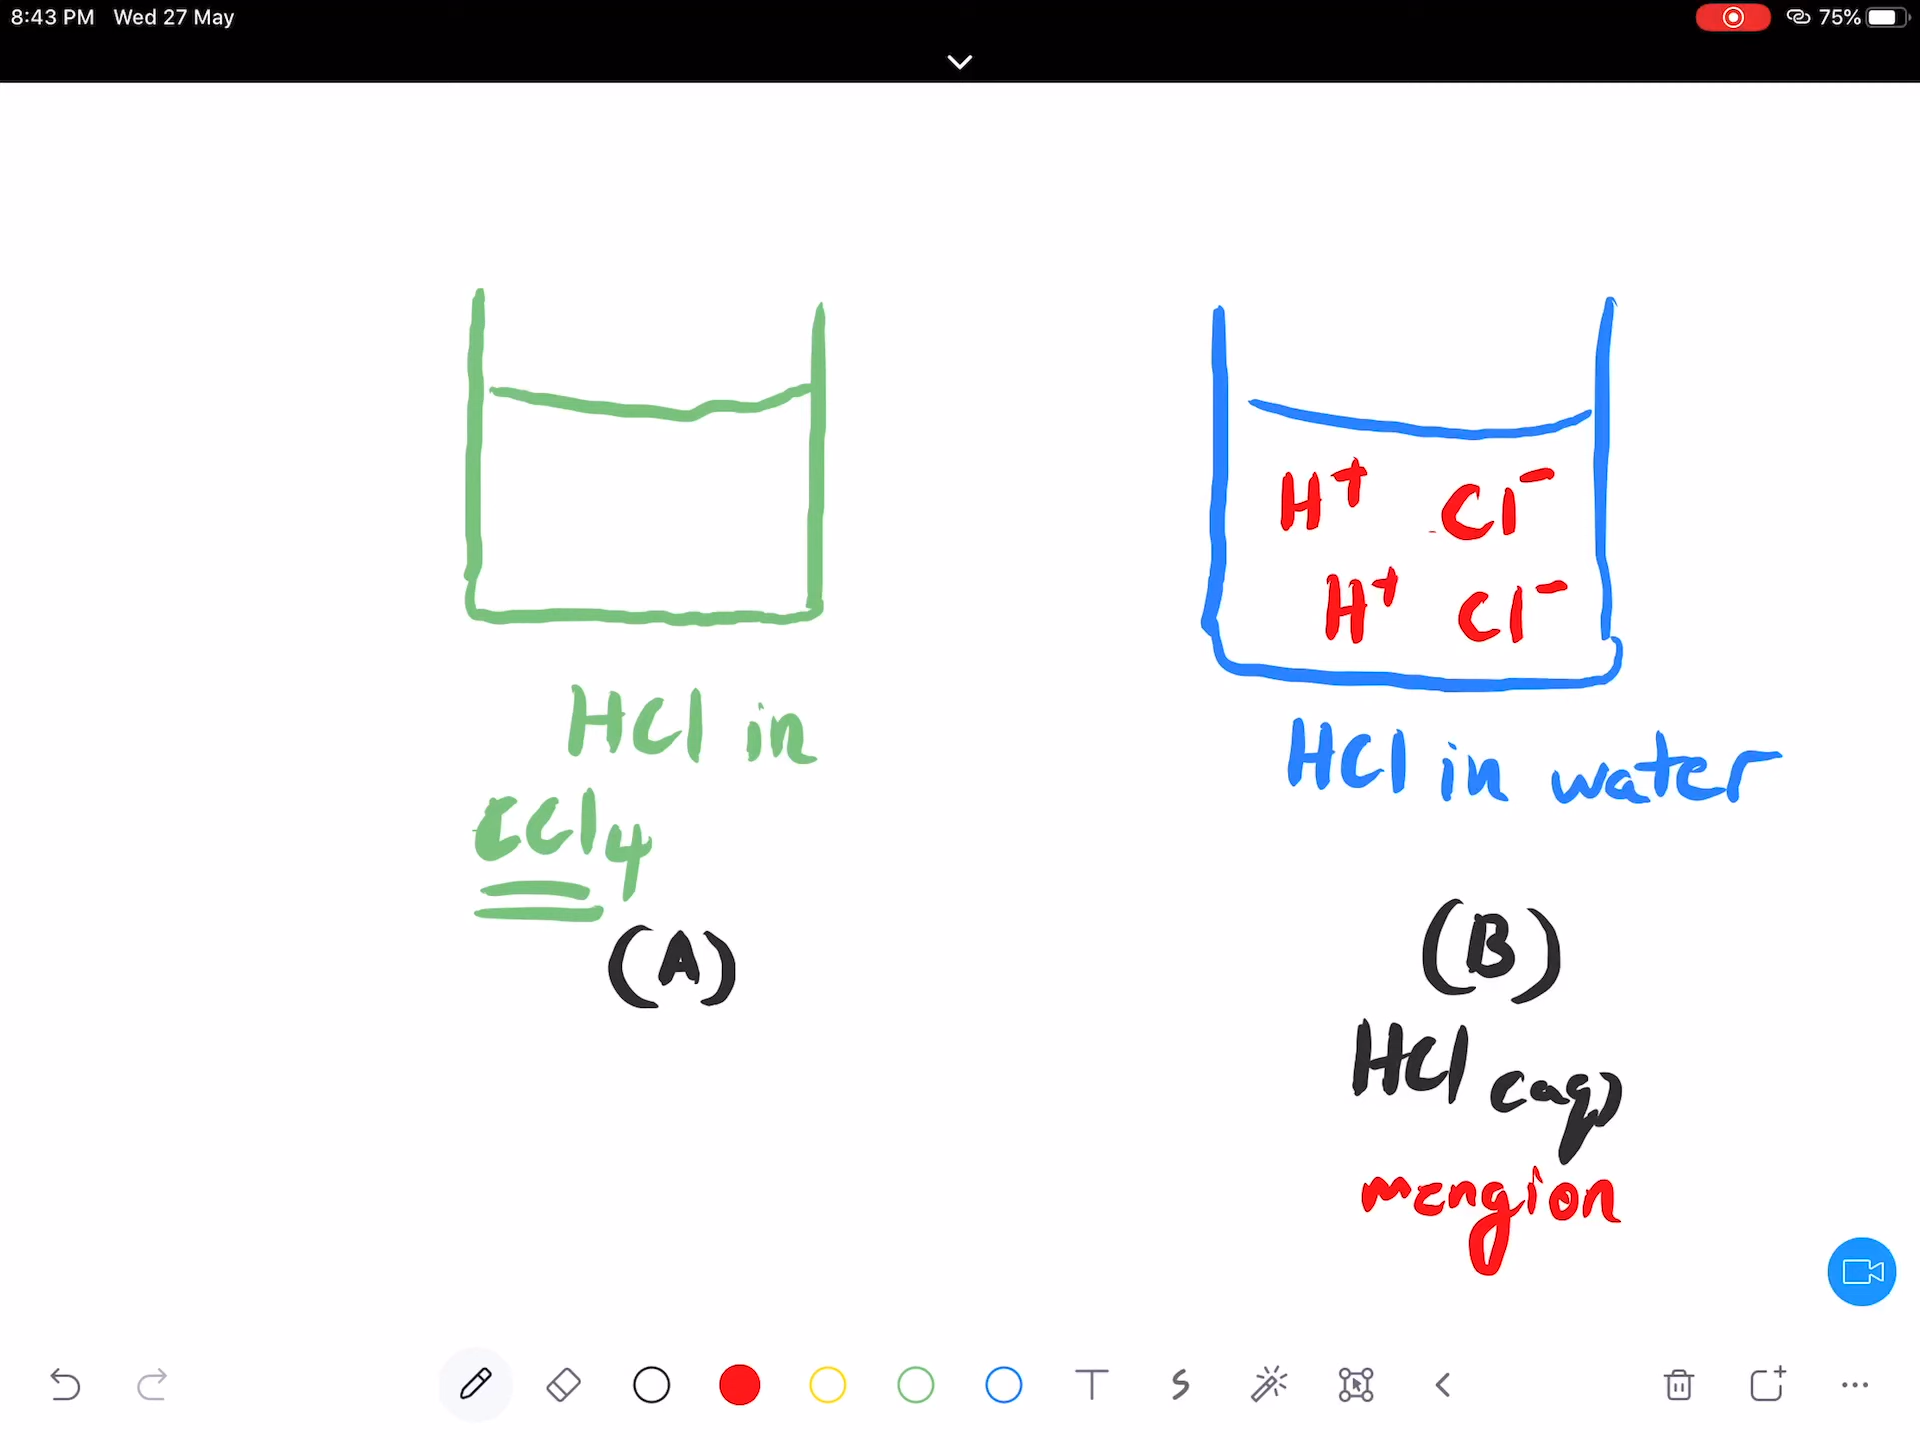 8:43 PM Wed 27 May
75%
H⁺ Cl⁻
H⁺ Cl⁻
HCl in
CCl₄
(A)
HCl in water
(B)
HCl (aq)
mengion
T